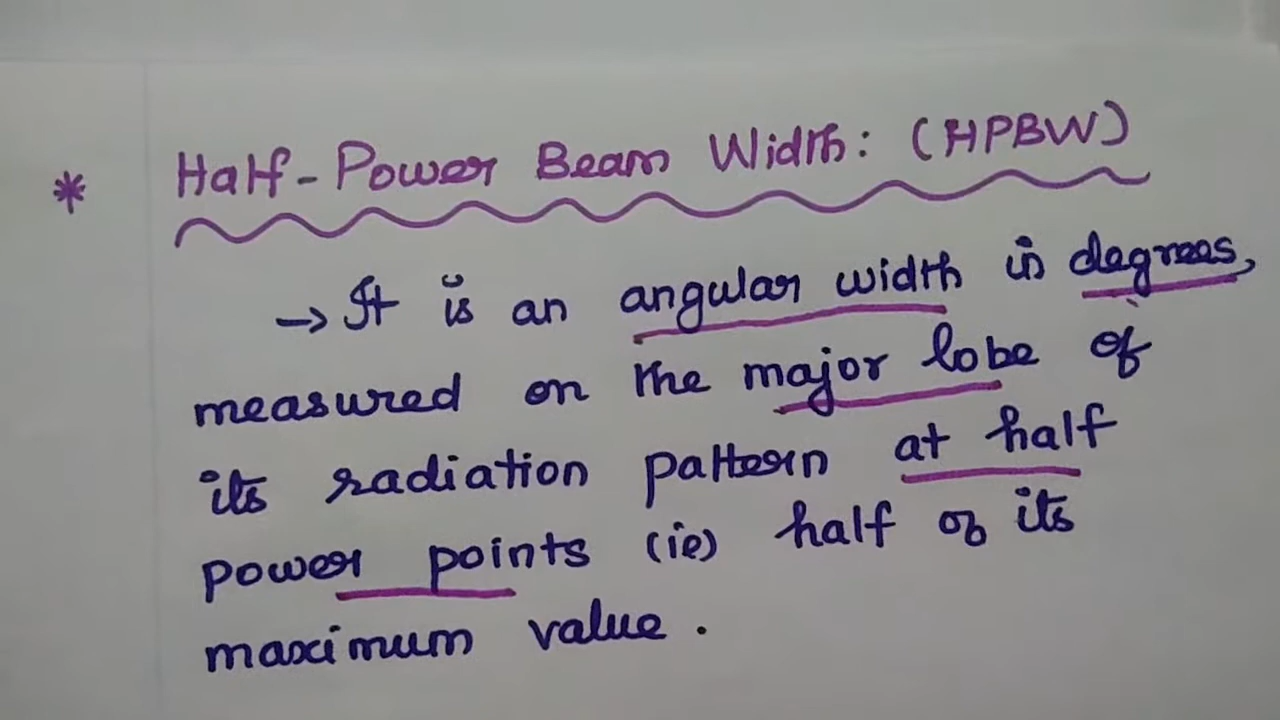 * Half-Power Beam Width: (HPBW)
→ It is an angular width in degrees,
measured on the major lobe of
its radiation pattern at half
power points (ie) half of its
maximum value.